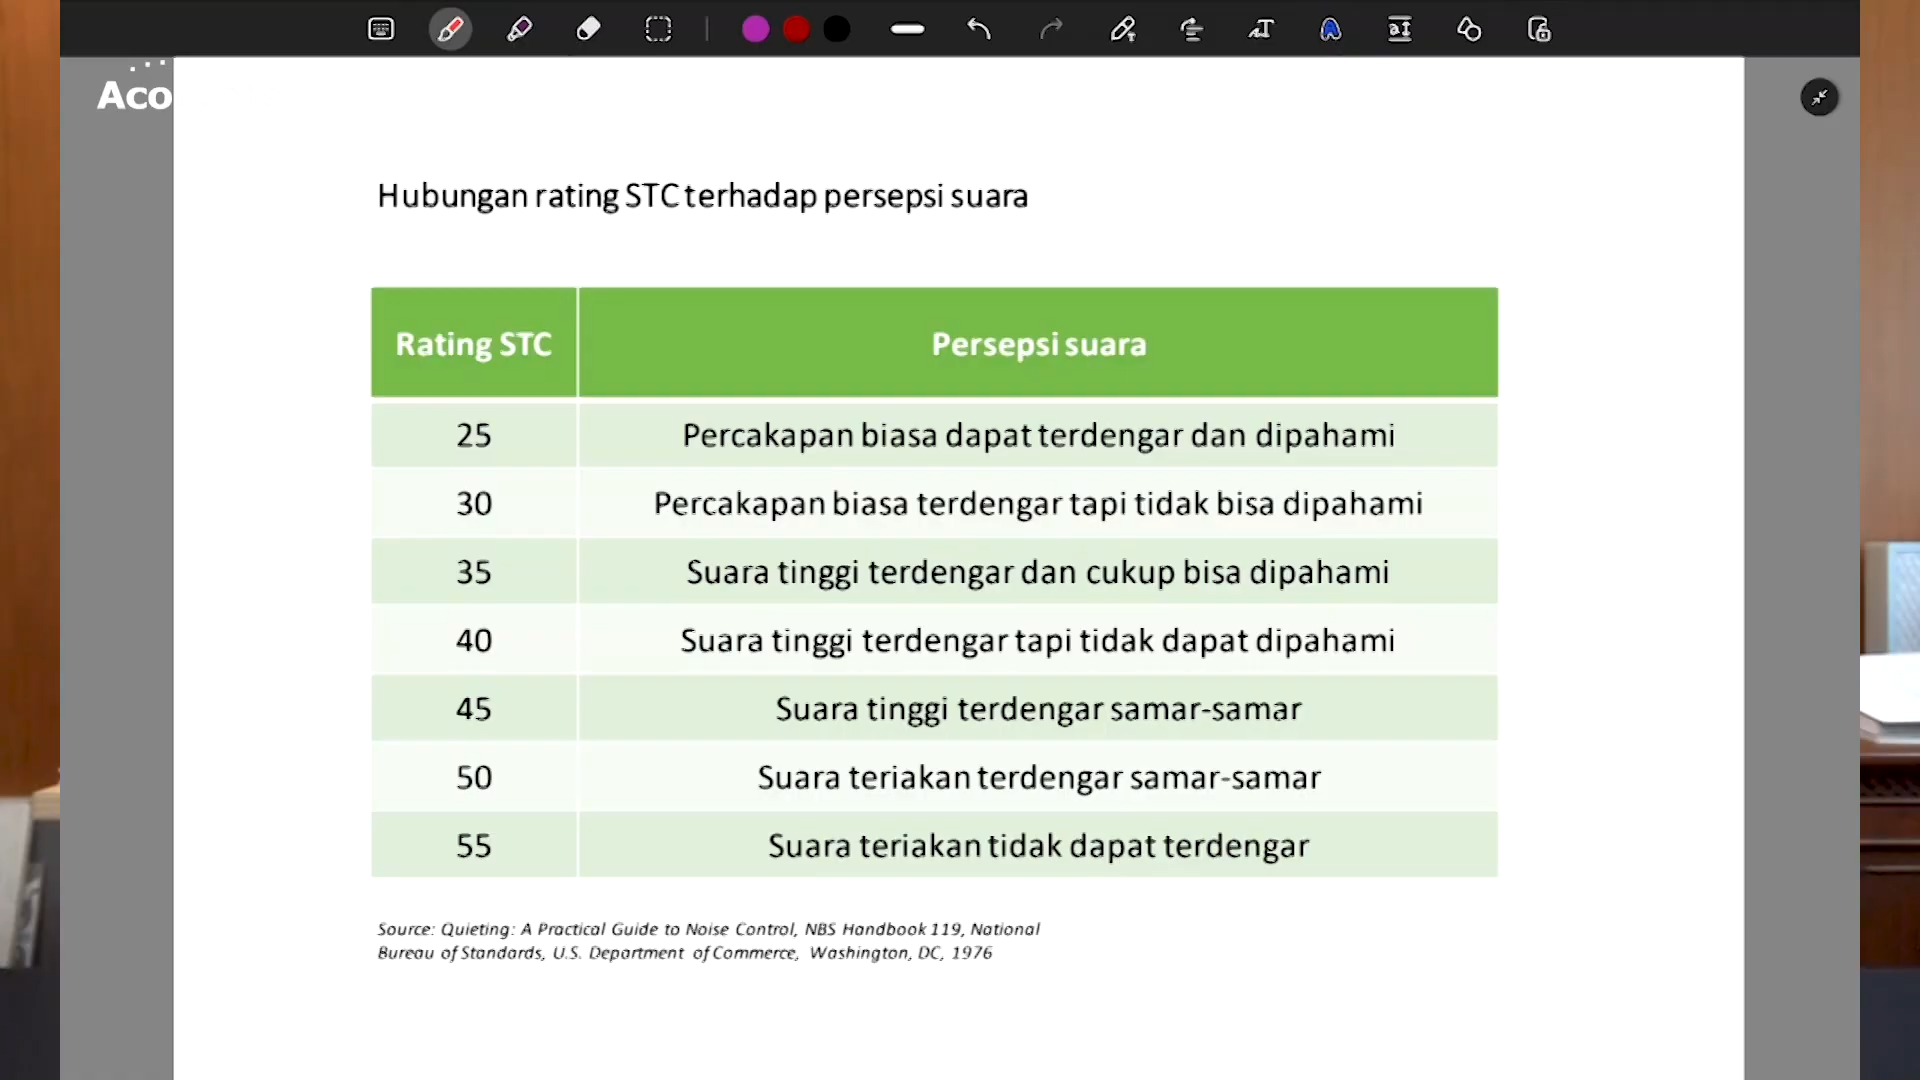 Aco
Hubungan rating STC terhadap persepsi suara
Rating STC Persepsi suara
25 Percakapan biasa dapat terdengar dan dipahami
30 Percakapan biasa terdengar tapi tidak bisa dipahami
35 Suara tinggi terdengar dan cukup bisa dipahami
40 Suara tinggi terdengar tapi tidak dapat dipahami
45 Suara tinggi terdengar samar-samar
50 Suara teriakan terdengar samar-samar
55 Suara teriakan tidak dapat terdengar
Source: Quieting: A Practical Guide to Noise Control, NBS Handbook 119, National
Bureau of Standards, U.S. Department of Commerce, Washington, DC, 1976